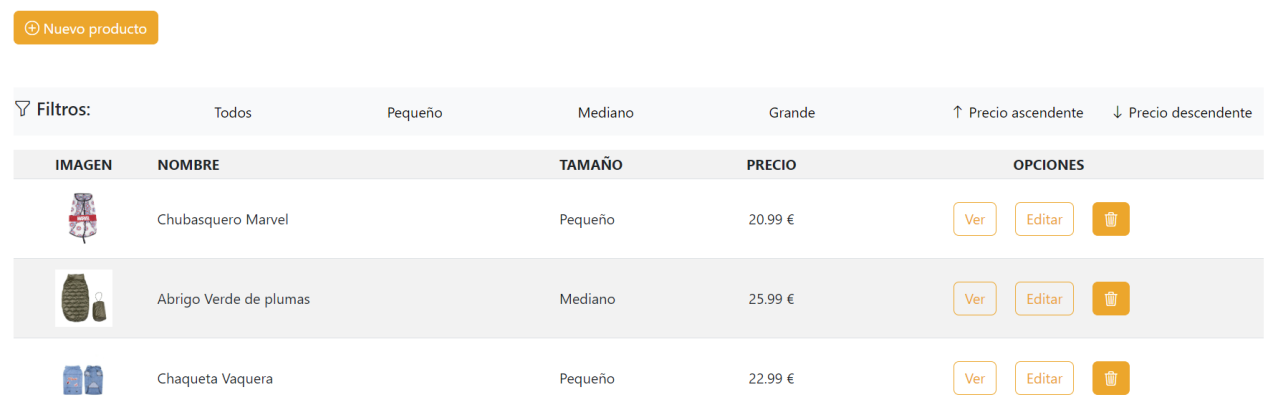 Nuevo producto
Filtros: Todos Pequeño Mediano Grande ↑ Precio ascendente ↓ Precio descendente
IMAGEN NOMBRE TAMAÑO PRECIO OPCIONES
Chubasquero Marvel Pequeño 20.99 € Ver Editar
Abrigo Verde de plumas Mediano 25.99 € Ver Editar
Chaqueta Vaquera Pequeño 22.99 € Ver Editar